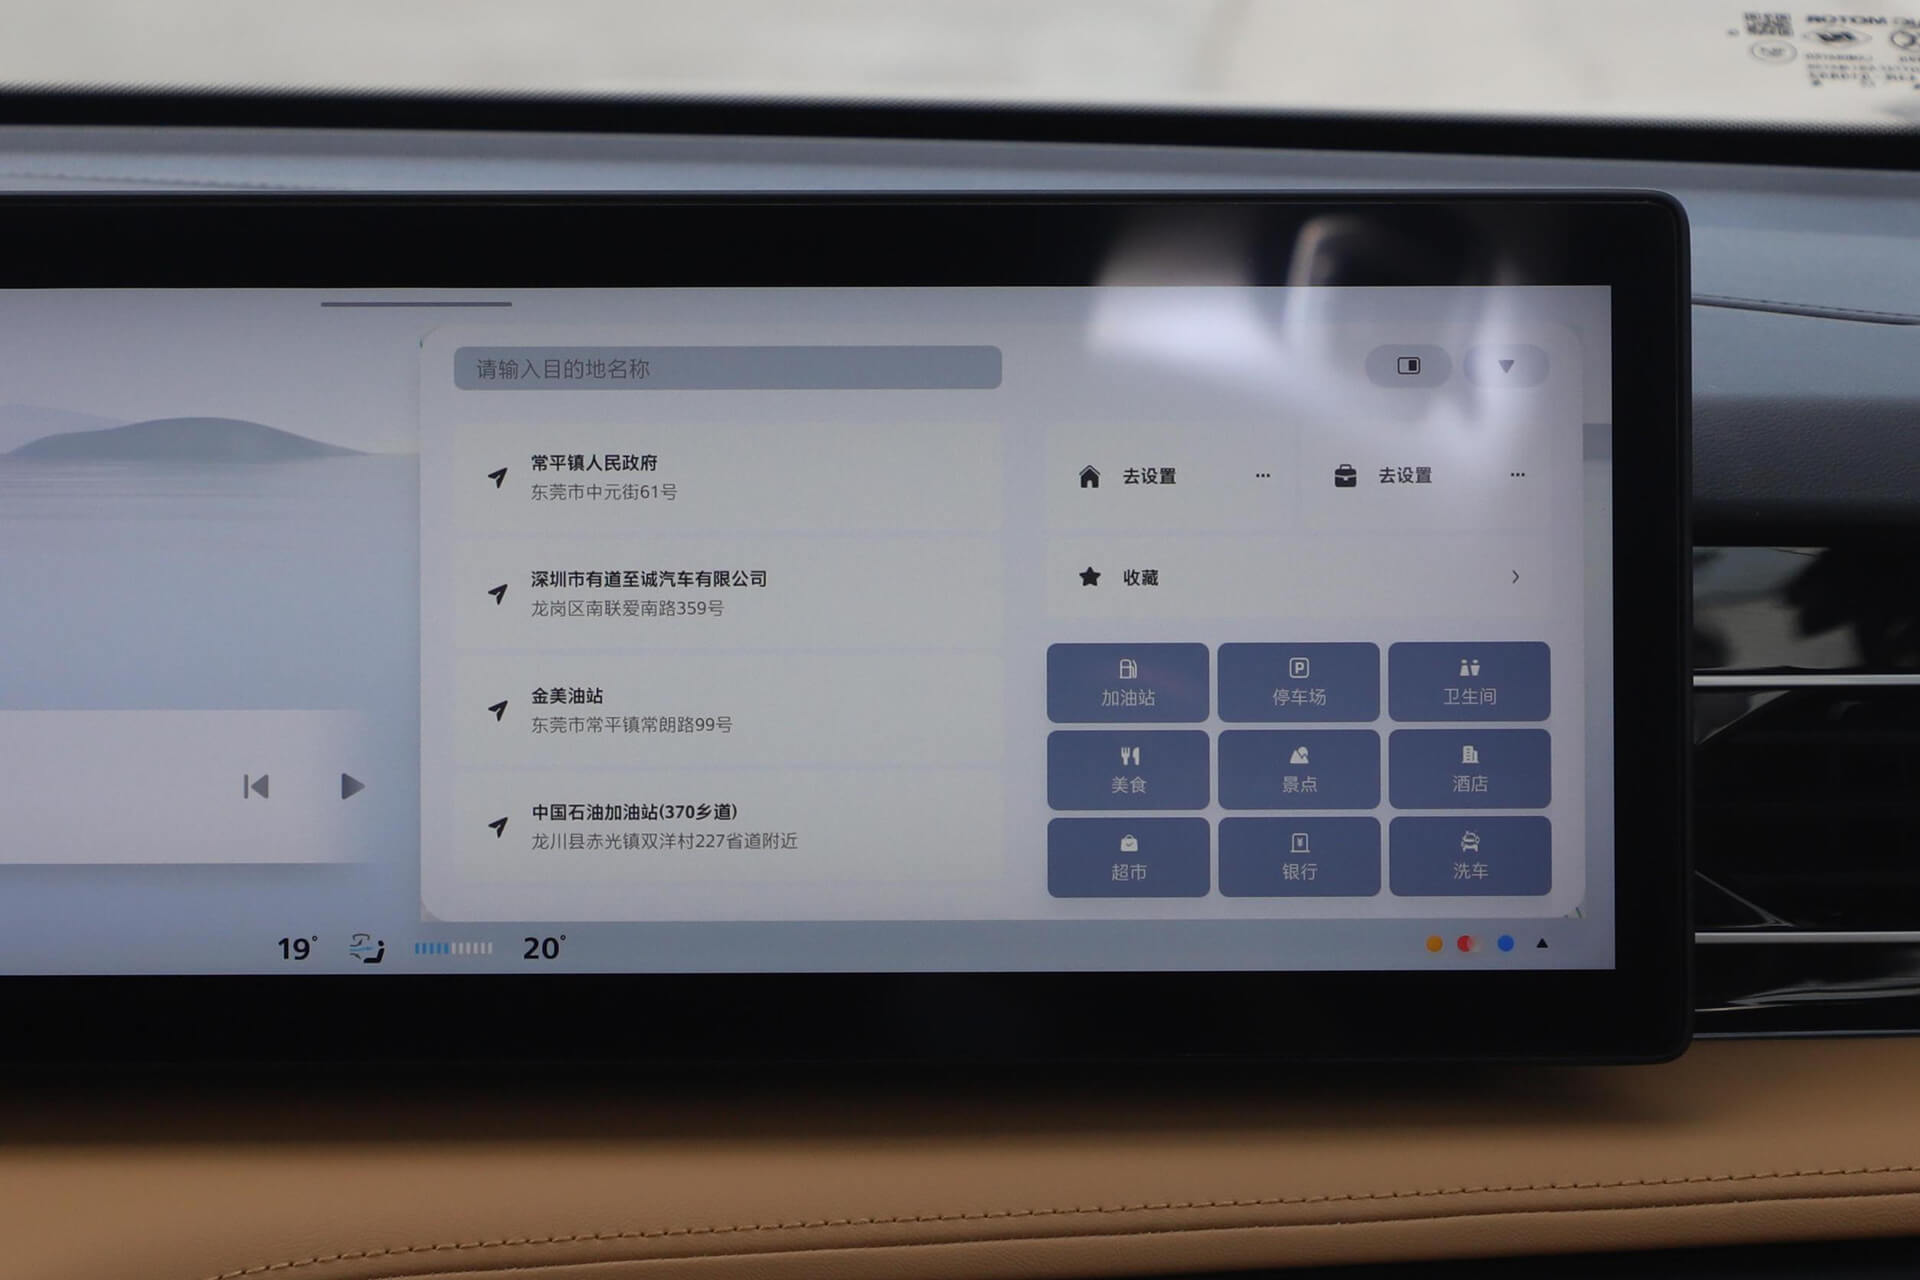 请输入目的地名称
常平镇人民政府
东莞市中元街61号
深圳市有道至诚汽车有限公司
龙岗区南联爱南路359号
金美油站
东莞市常平镇常朗路99号
中国石油加油站(370乡道)
龙川县赤光镇双洋村227省道附近
去设置 ···
去设置 ···
收藏
加油站
停车场
卫生间
美食
景点
酒店
超市
银行
洗车
19°
20°